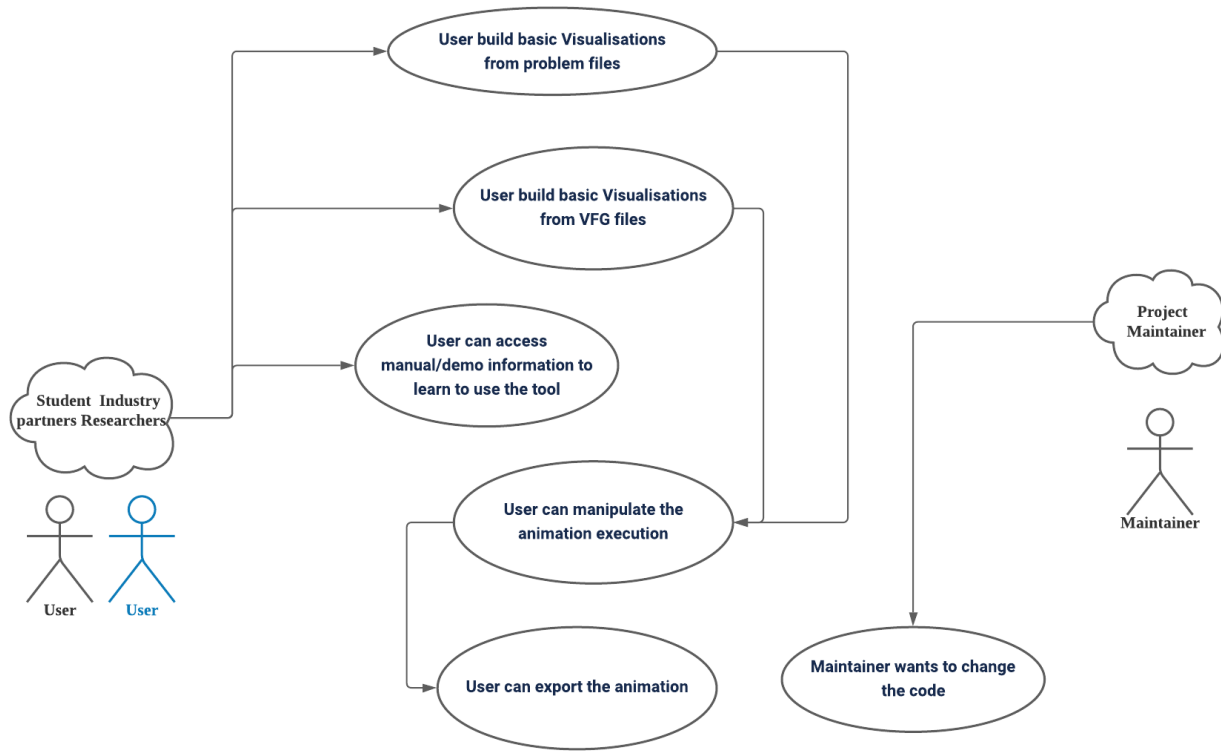 User build basic Visualisations
from problem files
User build basic Visualisations
from VFG files
User can access
manual/demo information to
learn to use the tool
Student Industry
partners Researchers
User
User
User can manipulate the
animation execution
User can export the animation
Project
Maintainer
Maintainer
Maintainer wants to change
the code